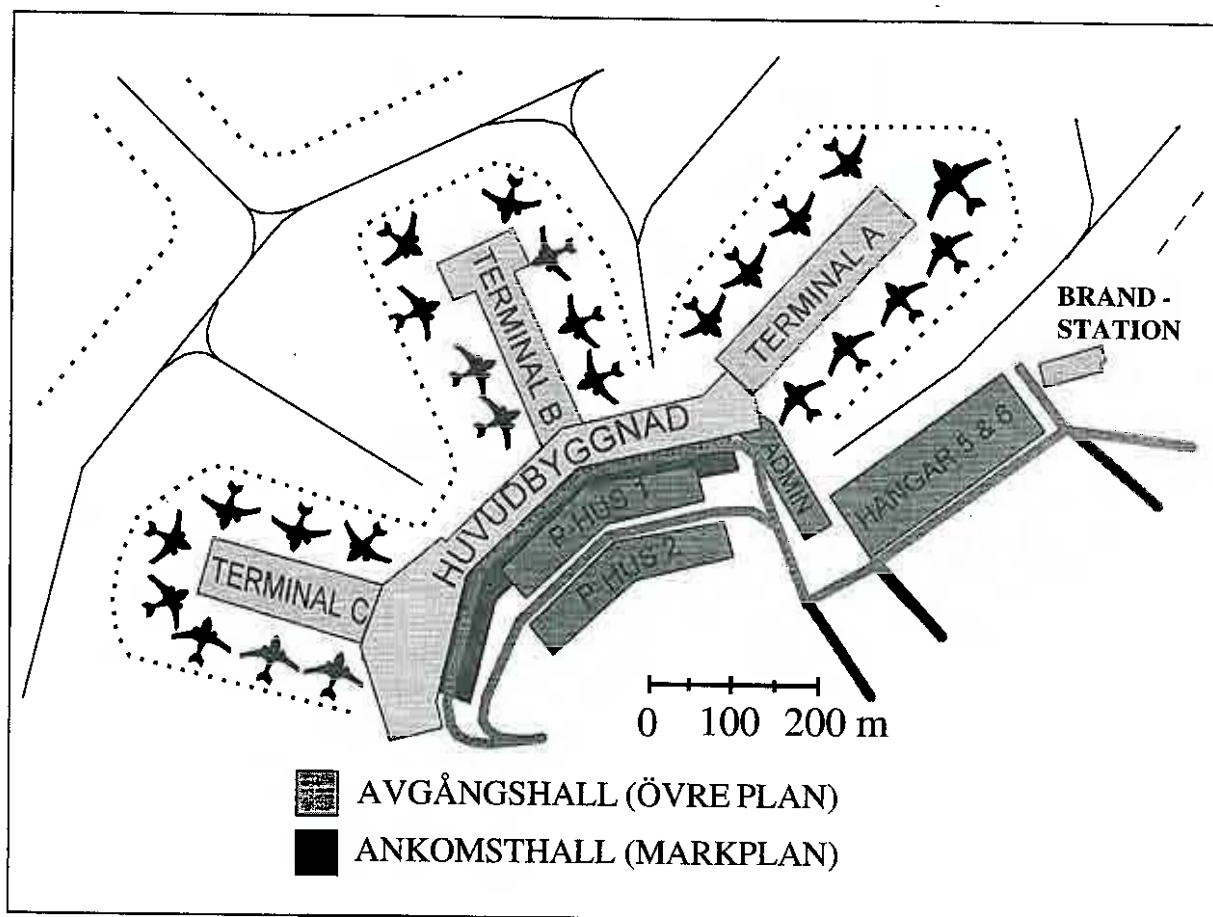 TERMINAL A
BRAND -
STATION
TERMINAL B
HUVUDBYGGNAD
ADMIN
HANGAR 5 & 6
P-HUS 1
P-HUS 2
TERMINAL C
0 100 200 m
AVGÅNGSHALL (ÖVRE PLAN)
ANKOMSTHALL (MARKPLAN)